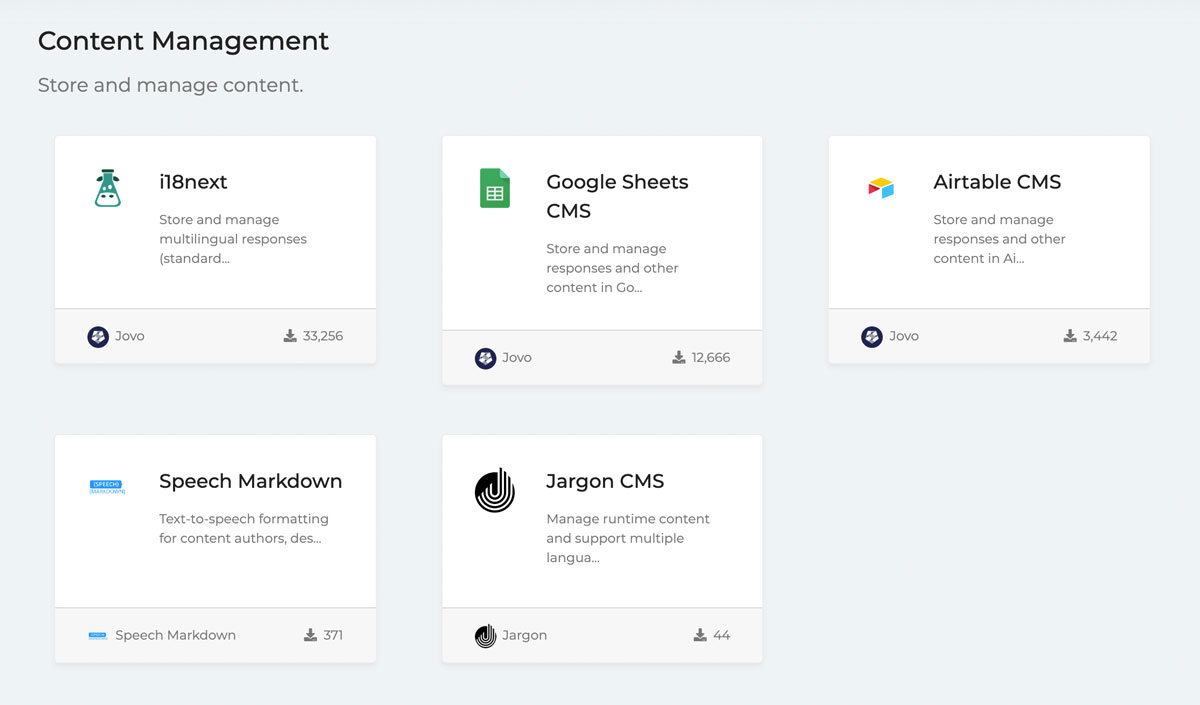 Content Management
Store and manage content.
i18next
Store and manage
multilingual responses
(standard...
Jovo
33,256
Google Sheets
CMS
Store and manage
responses and other
content in Go...
Jovo
12,666
Airtable CMS
Store and manage
responses and other
content in Ai...
Jovo
3,442
[SPEECH]
[MARKDOWN]
Speech Markdown
Text-to-speech formatting
for content authors, des...
Speech Markdown
371
Jargon CMS
Manage runtime content
and support multiple
langua...
Jargon
44